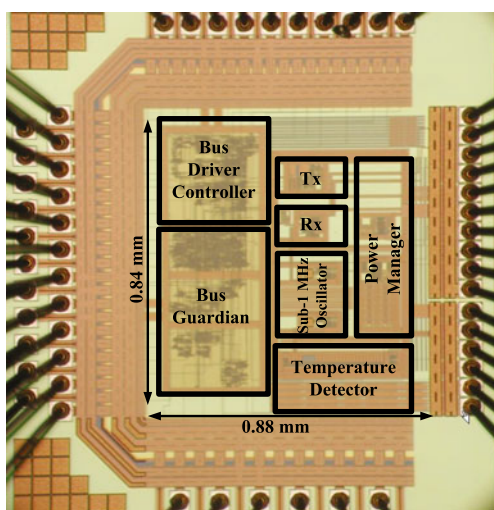 Bus
Driver
Controller
Tx
Rx
Power
Manager
Sub-1 MHz
Oscillator
Bus
Guardian
Temperature
Detector
0.84 mm
0.88 mm